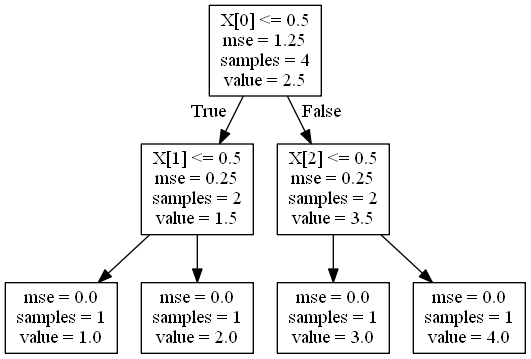 X[0] <= 0.5
mse = 1.25
samples = 4
value = 2.5
True
False
X[1] <= 0.5
mse = 0.25
samples = 2
value = 1.5
X[2] <= 0.5
mse = 0.25
samples = 2
value = 3.5
mse = 0.0
samples = 1
value = 1.0
mse = 0.0
samples = 1
value = 2.0
mse = 0.0
samples = 1
value = 3.0
mse = 0.0
samples = 1
value = 4.0